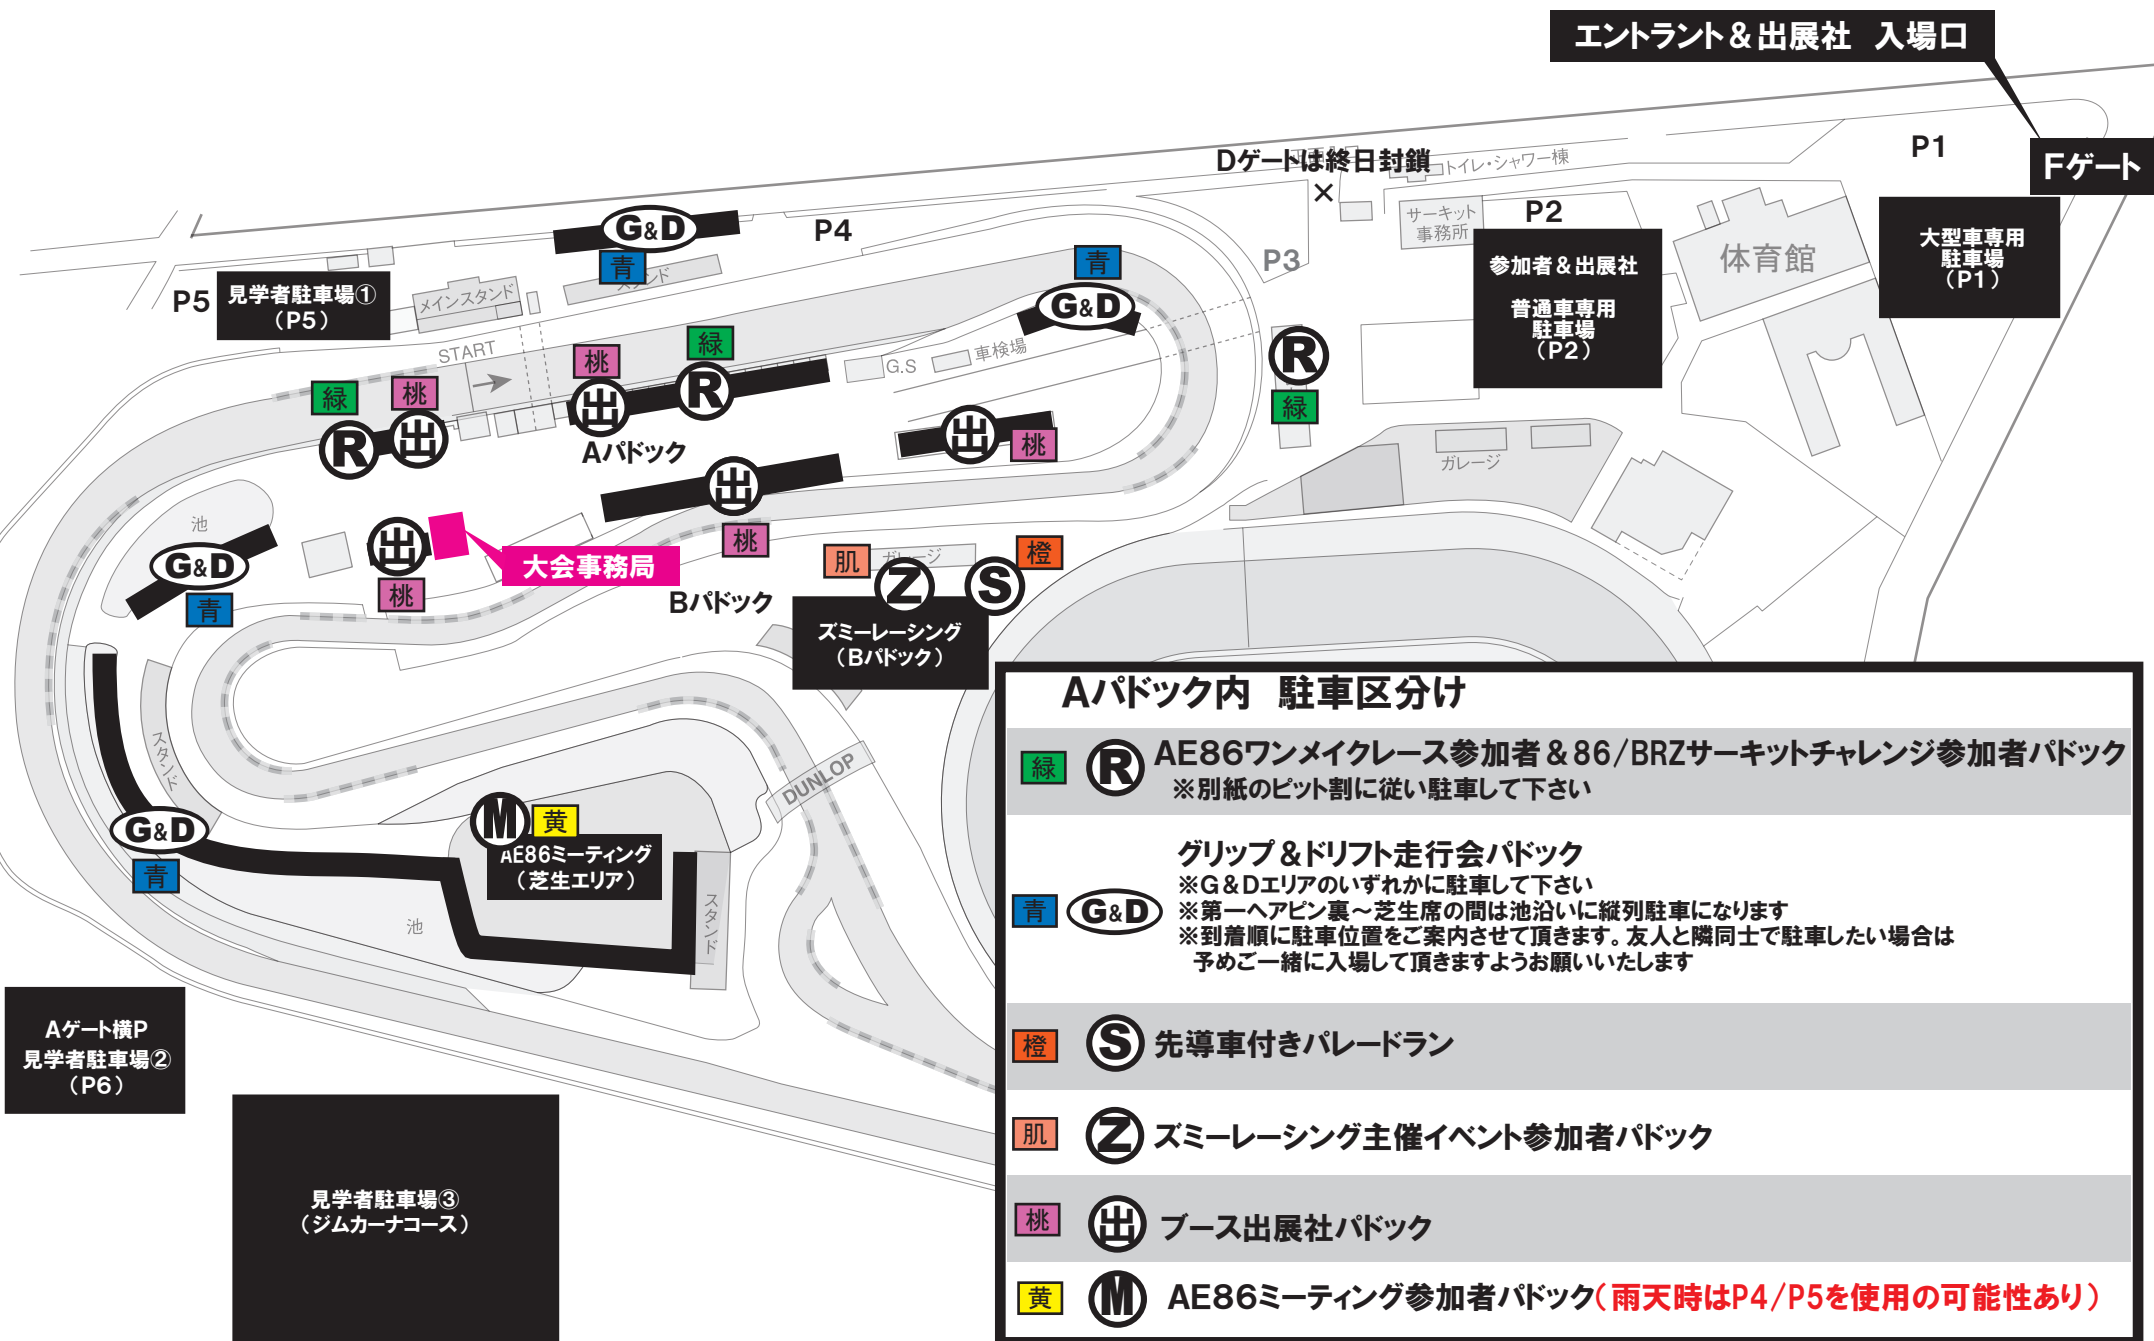 エントラント＆出展社　入場口
P1
Fゲート
Dゲートは終日封鎖
×
トイレ・シャワー棟
サーキット
事務所
P2
体育館
大型車専用
駐車場
（P1）
参加者＆出展社
普通車専用
駐車場
（P2）
G&D
青
P4
スタンド
P3
青
G&D
P5
見学者駐車場①
（P5）
メインスタンド
START
桃
緑
G.S
車検場
R
緑
緑
桃
出
R
R
出
Aパドック
出
桃
ガレージ
池
出
桃
G&D
青
出
桃
大会事務局
Bパドック
肌
ガレージ
橙
Z
S
ズミーレーシング
（Bパドック）
スタンド
DUNLOP
G&D
青
M
黄
AE86ミーティング
（芝生エリア）
池
スタンド
Aゲート横P
見学者駐車場②
（P6）
見学者駐車場③
（ジムカーナコース）
Aパドック内　駐車区分け
緑 R AE86ワンメイクレース参加者＆86/BRZサーキットチャレンジ参加者パドック
※別紙のピット割に従い駐車して下さい
青 G&D グリップ＆ドリフト走行会パドック
※G＆Dエリアのいずれかに駐車して下さい
※第一ヘアピン裏～芝生席の間は池沿いに縦列駐車になります
※到着順に駐車位置をご案内させて頂きます。友人と隣同士で駐車したい場合は
予めご一緒に入場して頂きますようお願いいたします
橙 S 先導車付きパレードラン
肌 Z ズミーレーシング主催イベント参加者パドック
桃 出 ブース出展社パドック
黄 M AE86ミーティング参加者パドック（雨天時はP4/P5を使用の可能性あり）